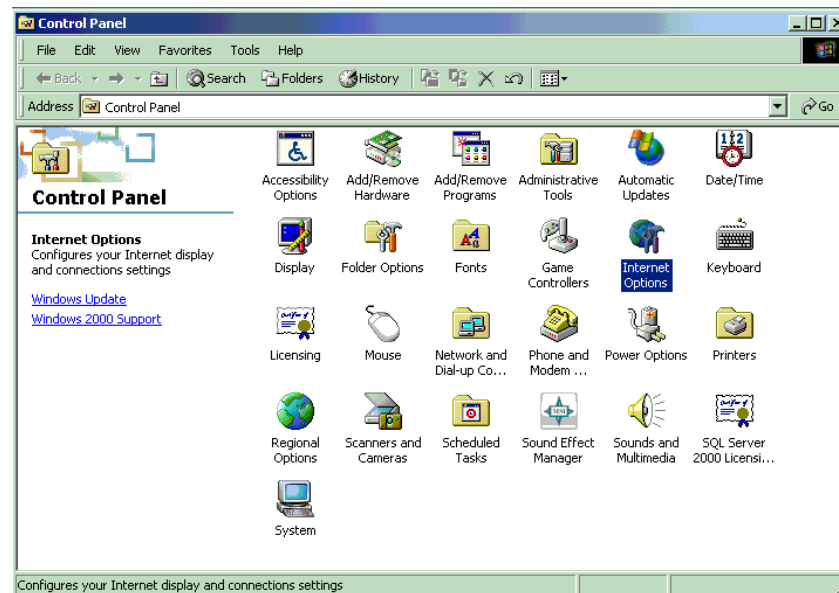 Control Panel
File Edit View Favorites Tools Help
Back Search Folders History
Address Control Panel Go
Control Panel
Internet Options
Configures your Internet display
and connections settings
Windows Update
Windows 2000 Support
Accessibility Add/Remove Add/Remove Administrative Automatic Date/Time
Options Hardware Programs Tools Updates
Display Folder Options Fonts Game Internet Keyboard
Controllers Options
Licensing Mouse Network and Phone and Power Options Printers
Dial-up Co... Modem ...
Regional Scanners and Scheduled Sound Effect Sounds and SQL Server
Options Cameras Tasks Manager Multimedia 2000 Licensi...
System
Configures your Internet display and connections settings